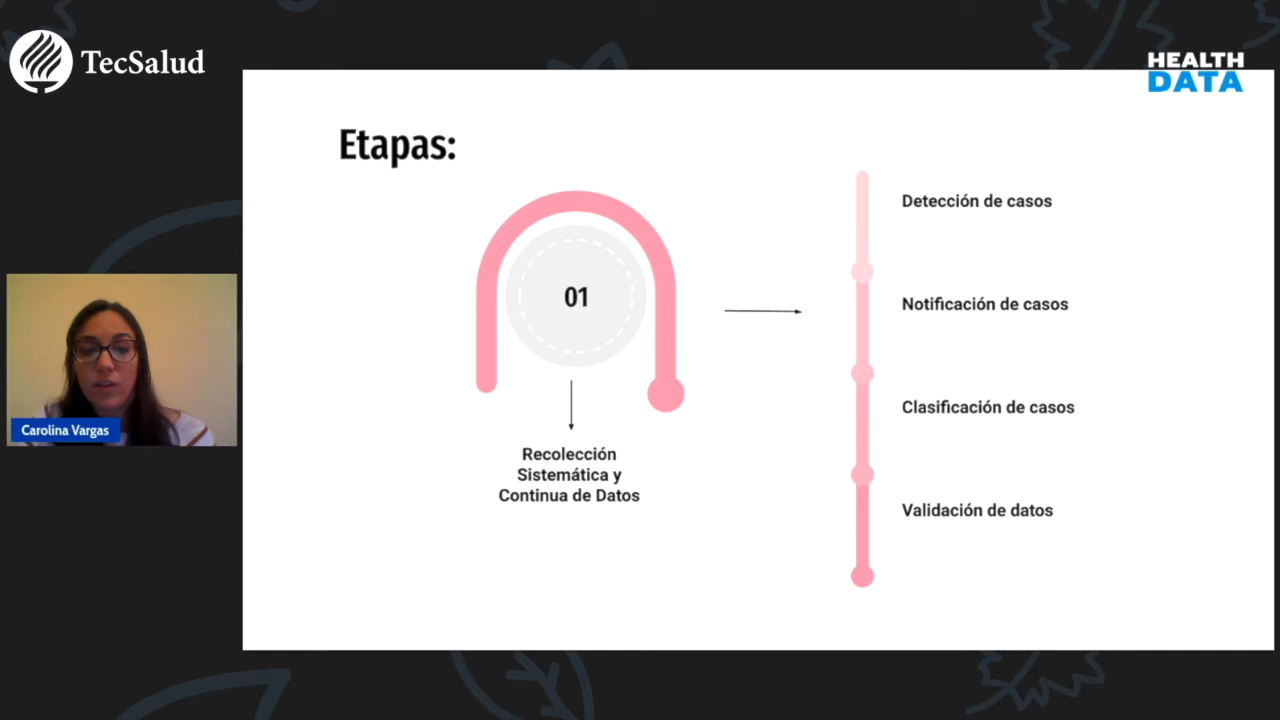 TecSalud
HEALTH
DATA
Etapas:
01
Recolección
Sistemática y
Continua de Datos
Detección de casos
Notificación de casos
Clasificación de casos
Validación de datos
Carolina Vargas